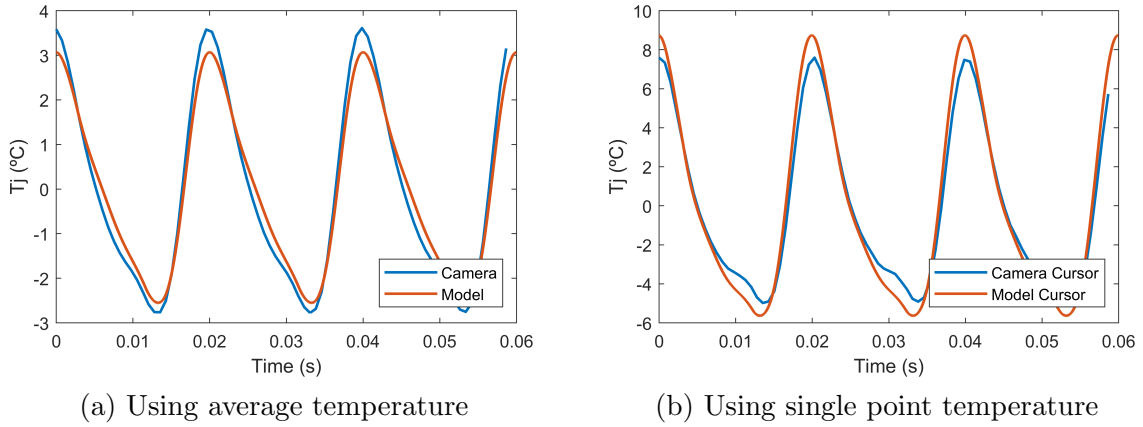 4
3
2
1
0
-1
-2
-3
Tj (ºC)
0 0.01 0.02 0.03 0.04 0.05 0.06
Time (s)
Camera
Model
(a) Using average temperature
10
8
6
4
2
0
-2
-4
-6
Tj (ºC)
0 0.01 0.02 0.03 0.04 0.05 0.06
Time (s)
Camera Cursor
Model Cursor
(b) Using single point temperature